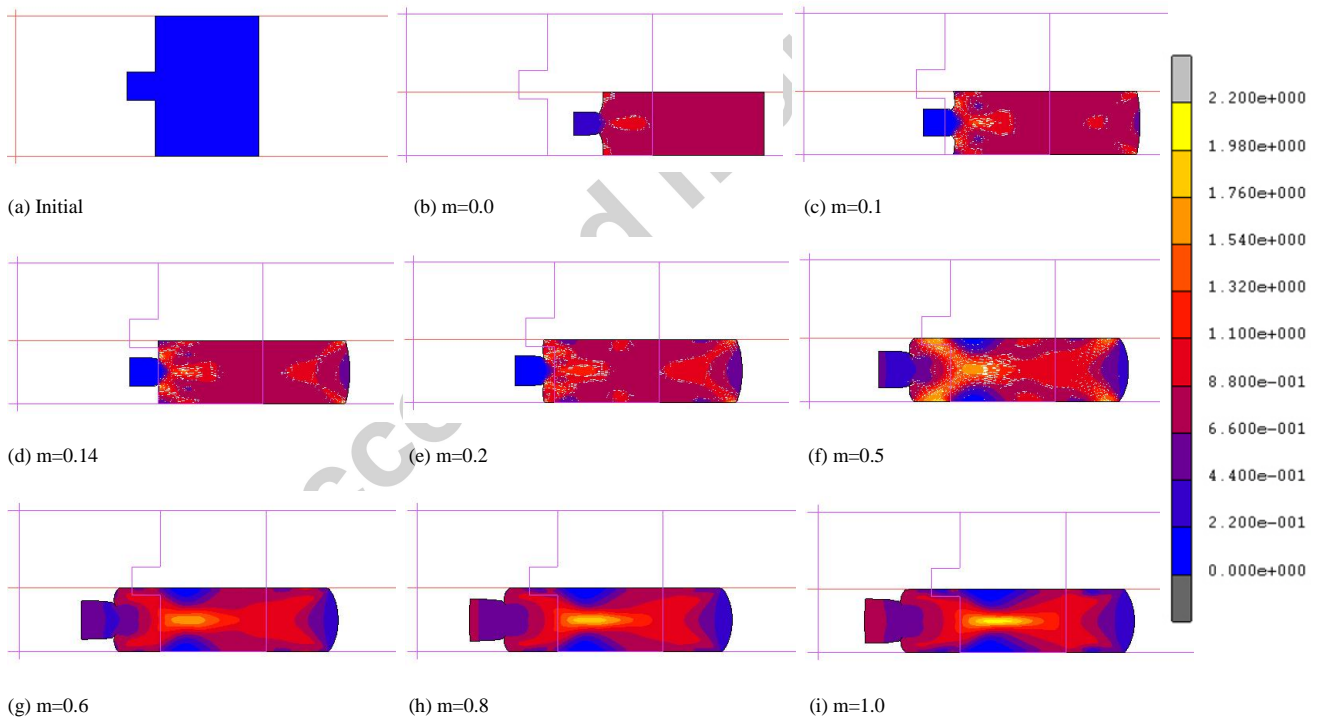 (a) Initial
(b) m=0.0
(c) m=0.1
(d) m=0.14
(e) m=0.2
(f) m=0.5
(g) m=0.6
(h) m=0.8
(i) m=1.0
2.200e+000
1.980e+000
1.760e+000
1.540e+000
1.320e+000
1.100e+000
8.800e-001
6.600e-001
4.400e-001
2.200e-001
0.000e+000